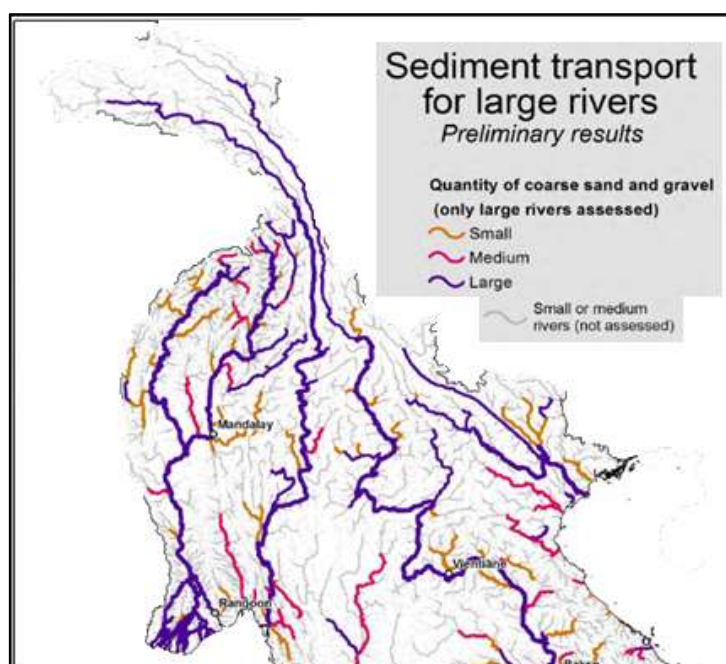 Sediment transport
for large rivers
Preliminary results
Quantity of coarse sand and gravel
(only large rivers assessed)
Small
Medium
Large
Small or medium
rivers (not assessed)
Mandalay
Vientiane
Rangoon